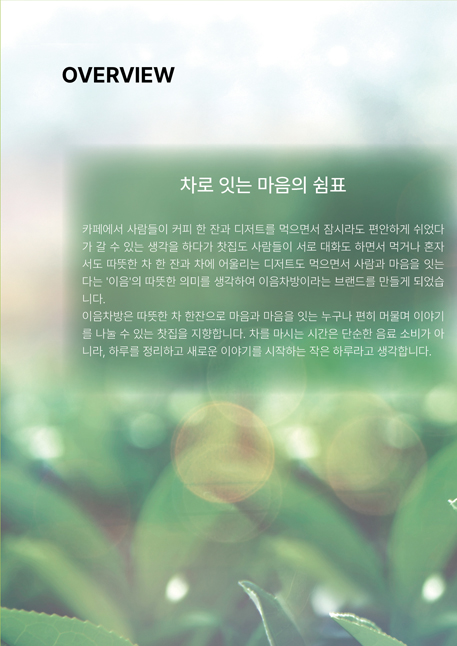 OVERVIEW
차로 잇는 마음의 쉼표
카페에서 사람들이 커피 한 잔과 디저트를 먹으면서 잠시라도 편안하게 쉬었다
가 갈 수 있는 생각을 하다가 찻집도 사람들이 서로 대화도 하면서 먹거나 혼자
서도 따뜻한 차 한 잔과 차에 어울리는 디저트도 먹으면서 사람과 마음을 잇는
다는 '이음'의 따뜻한 의미를 생각하여 이음차방이라는 브랜드를 만들게 되었습
니다.
이음차방은 따뜻한 차 한잔으로 마음과 마음을 잇는 누구나 편히 머물며 이야기
를 나눌 수 있는 찻집을 지향합니다. 차를 마시는 시간은 단순한 음료 소비가 아
니라, 하루를 정리하고 새로운 이야기를 시작하는 작은 하루라고 생각합니다.